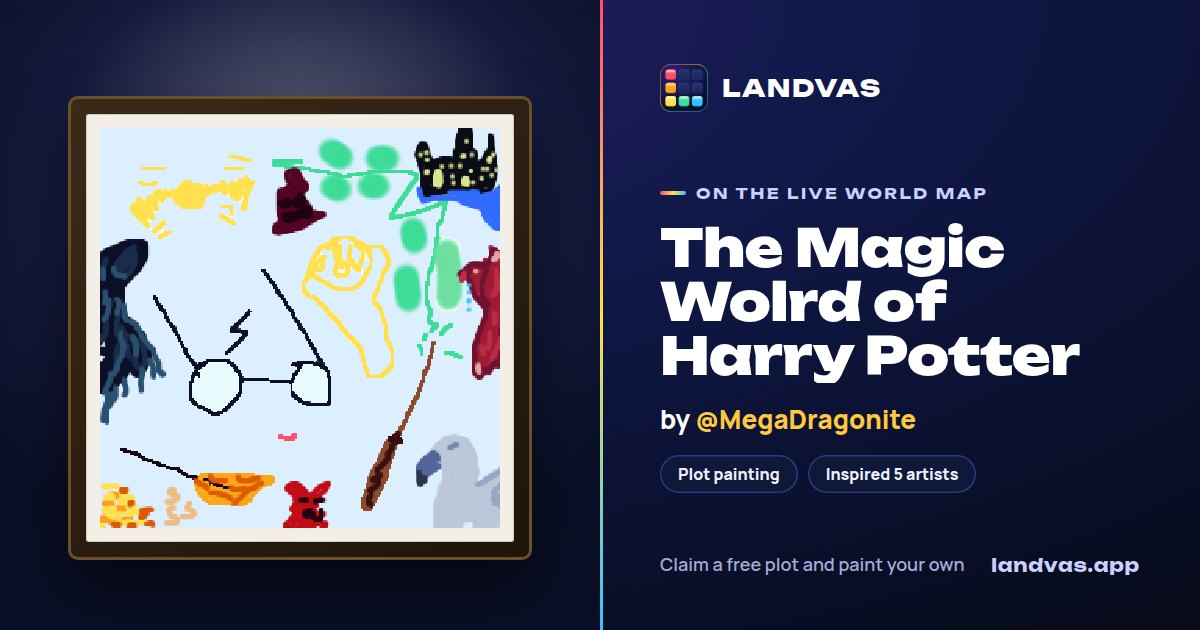 LANDVAS
ON THE LIVE WORLD MAP
The Magic
Wolrd of
Harry Potter
by @MegaDragonite
Plot painting
Inspired 5 artists
Claim a free plot and paint your own
landvas.app